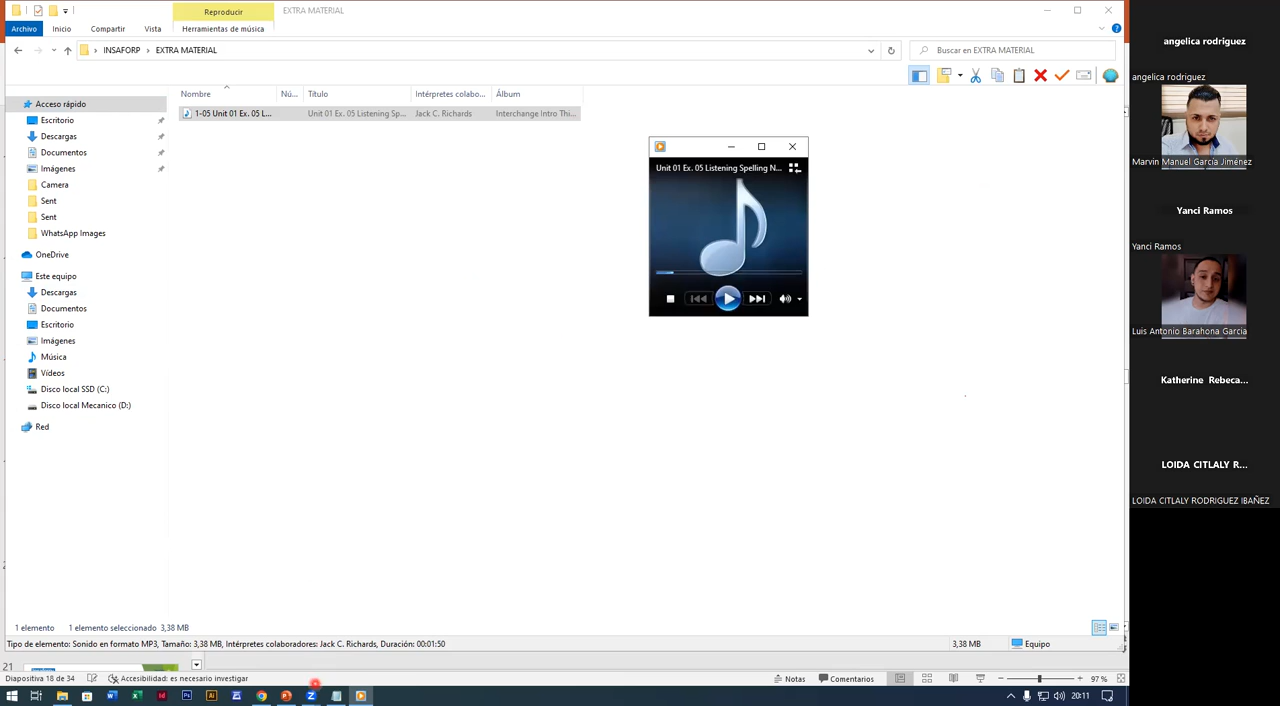 Reproducir
EXTRA MATERIAL
Archivo
Inicio
Compartir
Vista
Herramientas de música
INSAFORP
EXTRA MATERIAL
Buscar en EXTRA MATERIAL
Nombre
Nú...
Título
Intérpretes colabo...
Álbum
1-05 Unit 01 Ex. 05 L...
Unit 01 Ex. 05 Listening Sp...
Jack C. Richards
Interchange Intro Thi...
Acceso rápido
Escritorio
Descargas
Documentos
Imágenes
Camera
Sent
Sent
WhatsApp Images
OneDrive
Este equipo
Descargas
Documentos
Escritorio
Imágenes
Música
Vídeos
Disco local SSD (C:)
Disco local Mecanico (D:)
Red
Unit 01 Ex. 05 Listening Spelling N...
angelica rodriguez
angelica rodriguez
Marvin Manuel García Jiménez
Yanci Ramos
Yanci Ramos
Luis Antonio Barahona Garcia
Katherine Rebeca...
LOIDA CITLALY R...
LOIDA CITLALY RODRIGUEZ IBAÑEZ
1 elemento
1 elemento seleccionado 3,38 MB
Tipo de elemento: Sonido en formato MP3, Tamaño: 3,38 MB, Intérpretes colaboradores: Jack C. Richards, Duración: 00:01:50
3,38 MB
Equipo
21
Diapositiva 18 de 34
Accesibilidad: es necesario investigar
Notas
Comentarios
97 %
20:11